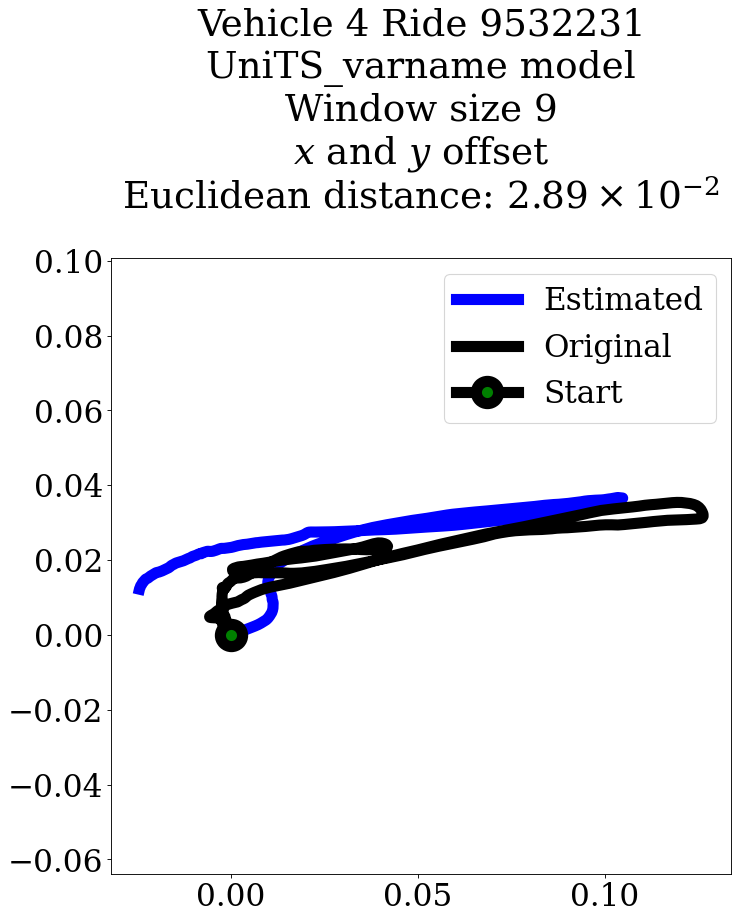 Vehicle 4 Ride 9532231
UniTS_varname model
Window size 9
x and y offset
Euclidean distance: 2.89 × 10⁻²
0.10
0.08
0.06
0.04
0.02
0.00
−0.02
−0.04
−0.06
Estimated
Original
Start
0.00 0.05 0.10